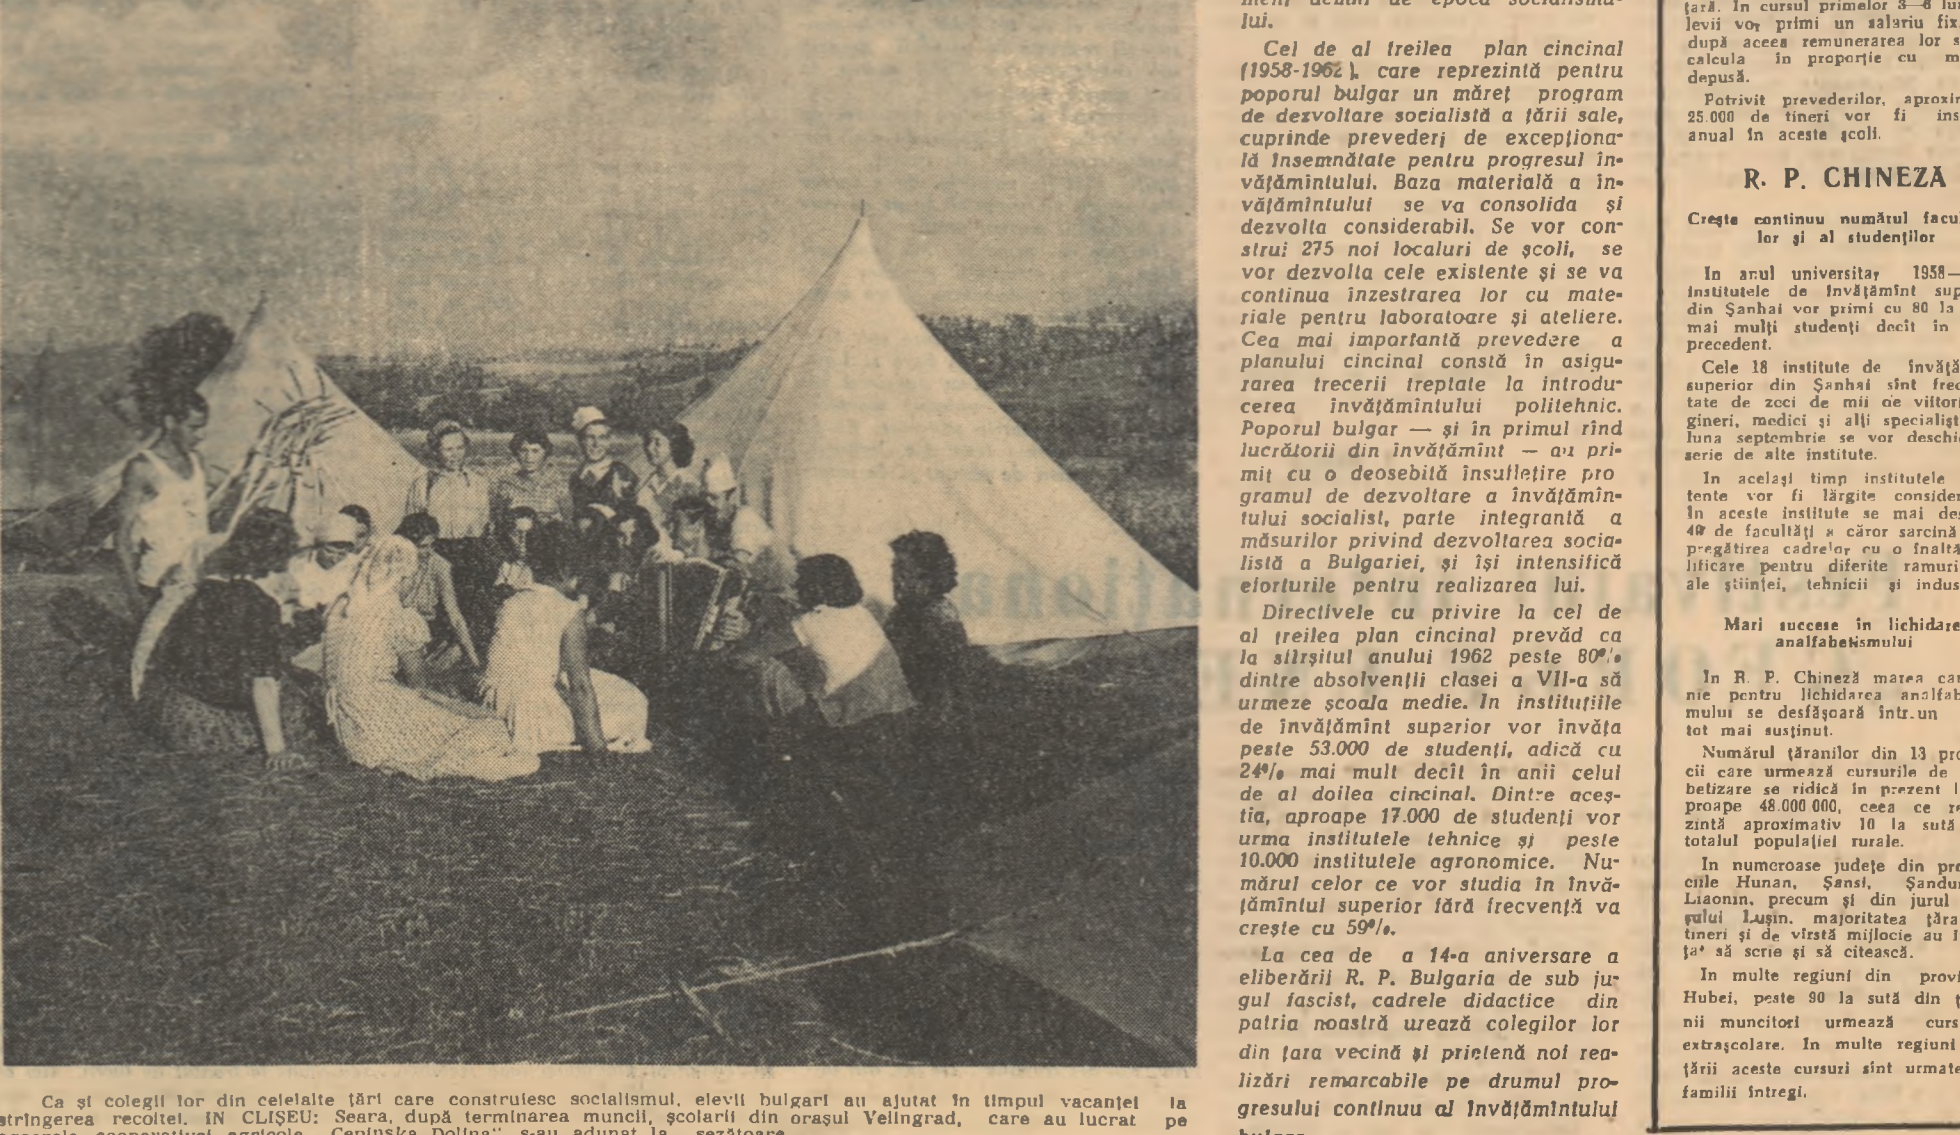 lui.
Cel de al treilea plan cincinal
(1958-1962), care reprezintă pentru
poporul bulgar un măreț program
de dezvoltare socialistă a țării sale,
cuprinde prevederi de excepționa-
lă însemnătate pentru progresul în-
vățămîntului. Baza materială a în-
vățămîntului se va consolida și
dezvolta considerabil. Se vor con-
strui 275 noi localuri de școli, se
vor dezvolta cele existente și se va
continua înzestrarea lor cu mate-
riale pentru laboratoare și ateliere.
Cea mai importantă prevedere a
planului cincinal constă în asigu-
rarea trecerii treptate la introdu-
cerea învățămîntului politehnic.
Poporul bulgar — și în primul rînd
lucrătorii din învățămînt — au pri-
mit cu o deosebită însuflețire pro
gramul de dezvoltare a învățămîn-
tului socialist, parte integrantă a
măsurilor privind dezvoltarea socia-
listă a Bulgariei, și își intensifică
eforturile pentru realizarea lui.
Directivele cu privire la cel de
al treilea plan cincinal prevăd ca
la sfîrșitul anului 1962 peste 80%
dintre absolvenții clasei a VII-a să
urmeze școala medie. In instituțiile
de învățămînt superior vor învăța
peste 53.000 de studenți, adică cu
24% mai mult decît în anii celui
de al doilea cincinal. Dintre aceș-
tia, aproape 17.000 de studenți vor
urma institutele tehnice și peste
10.000 institutele agronomice. Nu-
mărul celor ce vor studia în învă-
țămîntul superior fără frecvență va
crește cu 59%.
La cea de a 14-a aniversare a
eliberării R. P. Bulgaria de sub ju-
gul fascist, cadrele didactice din
patria noastră urează colegilor lor
din țara vecină și prietenă noi rea-
lizări remarcabile pe drumul pro-
gresului continuu al învățămîntului
țară. In cursul primelor 3—6
levii vor primi un salariu fix
după aceea remunerarea lor
calcula în proporție cu
depusă.
Potrivit prevederilor,
25.000 de tineri vor fi
anual în aceste școli.
R. P. CHINEZĂ
Crește continuu numărul
lor și al studenților
In anul universitar 1958—
institutele de învățămînt
din Șanhai vor primi cu 80 la
mai mulți studenți decît în
precedent.
Cele 18 institute de
superior din Șanhai sînt
tate de zeci de mii de
gineri, medici și alți
luna septembrie se vor
serie de alte institute.
In același timp institutele
tente vor fi lărgite
In aceste institute se mai
40 de facultăți a căror sarcină
pregătirea cadrelor cu o înaltă
lificare pentru diferite ramuri
ale științei, tehnicii și
Mari succese în
analfabetismului
In R. P. Chineză marea
nie pentru lichidarea
mului se desfășoară într-un
tot mai susținut.
Numărul țăranilor din 13
cii care urmează cursurile de
betizare se ridică în prezent
proape 48.000 000, ceea ce
zintă aproximativ 10 la sută
totalul populației rurale.
In numeroase județe din
ciile Hunan, Șansi,
Liaonin, precum și din jurul
șului Lușin, majoritatea
tineri și de vîrstă mijlocie au
țat să scrie și să citească.
In multe regiuni din
Hubei, peste 90 la sută din
nii muncitori urmează
extrașcolare. In multe regiuni
țării aceste cursuri sînt
familii întregi.
Ca și colegii lor din celelalte țări care construiesc socialismul, elevii bulgari au ajutat în timpul vacanței la
strîngerea recoltei. IN CLIȘEU: Seara, după terminarea muncii, școlarii din orașul Velingrad, care au lucrat pe